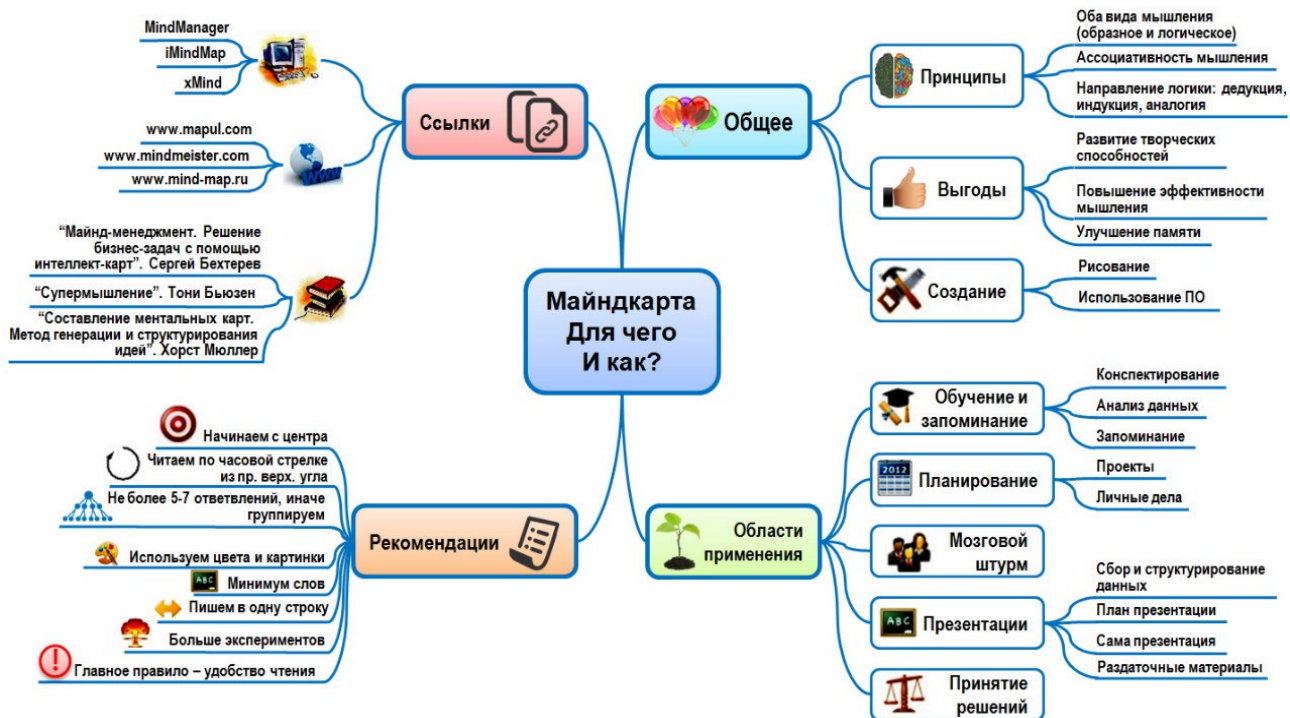 Майндкарта
Для чего
И как?
Общее
Принципы
Оба вида мышления
(образное и логическое)
Ассоциативность мышления
Направление логики: дедукция,
индукция, аналогия
Выгоды
Развитие творческих
способностей
Повышение эффективности
мышления
Улучшение памяти
Создание
Рисование
Использование ПО
Области
применения
Обучение и
запоминание
Конспектирование
Анализ данных
Запоминание
2012
Планирование
Проекты
Личные дела
Мозговой
штурм
ABC
Презентации
Сбор и структурирование
данных
План презентации
Сама презентация
Раздаточные материалы
Принятие
решений
Рекомендации
Начинаем с центра
Читаем по часовой стрелке
из пр. верх. угла
Не более 5-7 ответвлений, иначе
группируем
Используем цвета и картинки
ABC
Минимум слов
Пишем в одну строку
Больше экспериментов
Главное правило – удобство чтения
Ссылки
MindManager
iMindMap
xMind
www.mapul.com
www.mindmeister.com
www.mind-map.ru
WWW
“Майнд-менеджмент. Решение
бизнес-задач с помощью
интеллект-карт”. Сергей Бехтерев
“Супермышление”. Тони Бьюзен
“Составление ментальных карт.
Метод генерации и структурирования
идей”. Хорст Мюллер